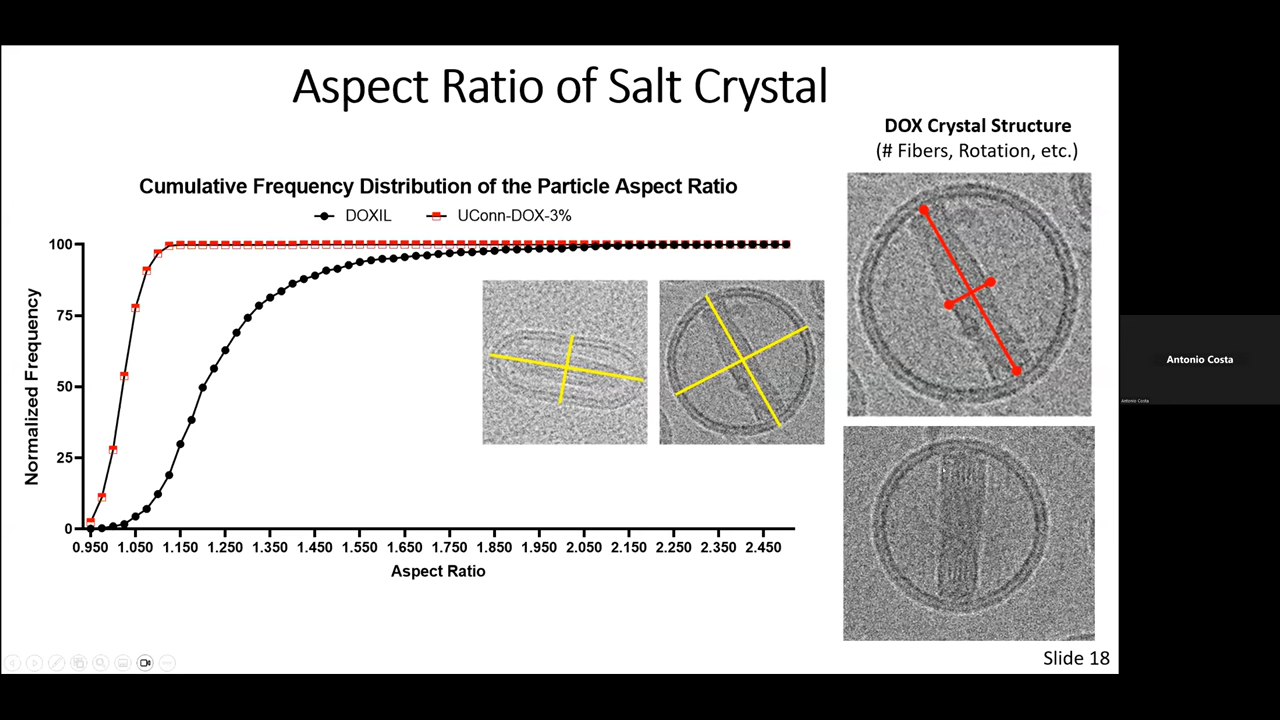 Aspect Ratio of Salt Crystal
DOX Crystal Structure
(# Fibers, Rotation, etc.)
Cumulative Frequency Distribution of the Particle Aspect Ratio
DOXIL
UConn-DOX-3%
Normalized Frequency
100
75
50
25
0
0.950 1.050 1.150 1.250 1.350 1.450 1.555 1.650 1.750 1.850 1.950 2.050 2.150 2.250 2.350 2.450
Aspect Ratio
Slide 18
Antonio Costa
Antonio Costa